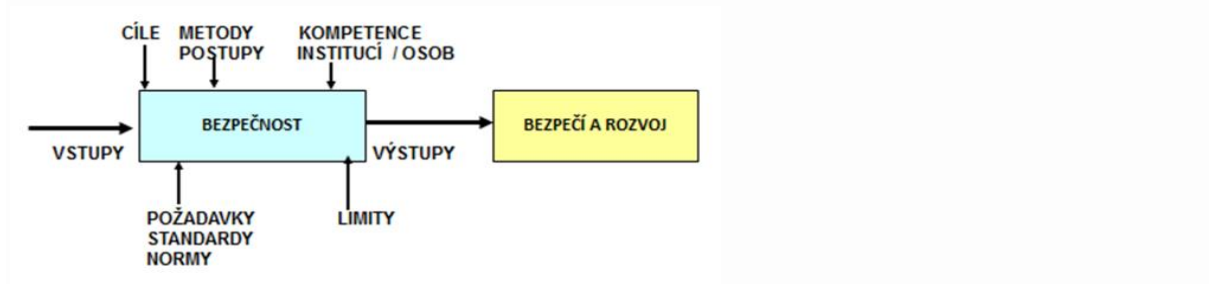 CÍLE
METODY
POSTUPY
KOMPETENCE
INSTITUCÍ / OSOB
BEZPEČNOST
BEZPEČÍ A ROZVOJ
VSTUPY
VÝSTUPY
POŽADAVKY
STANDARDY
NORMY
LIMITY